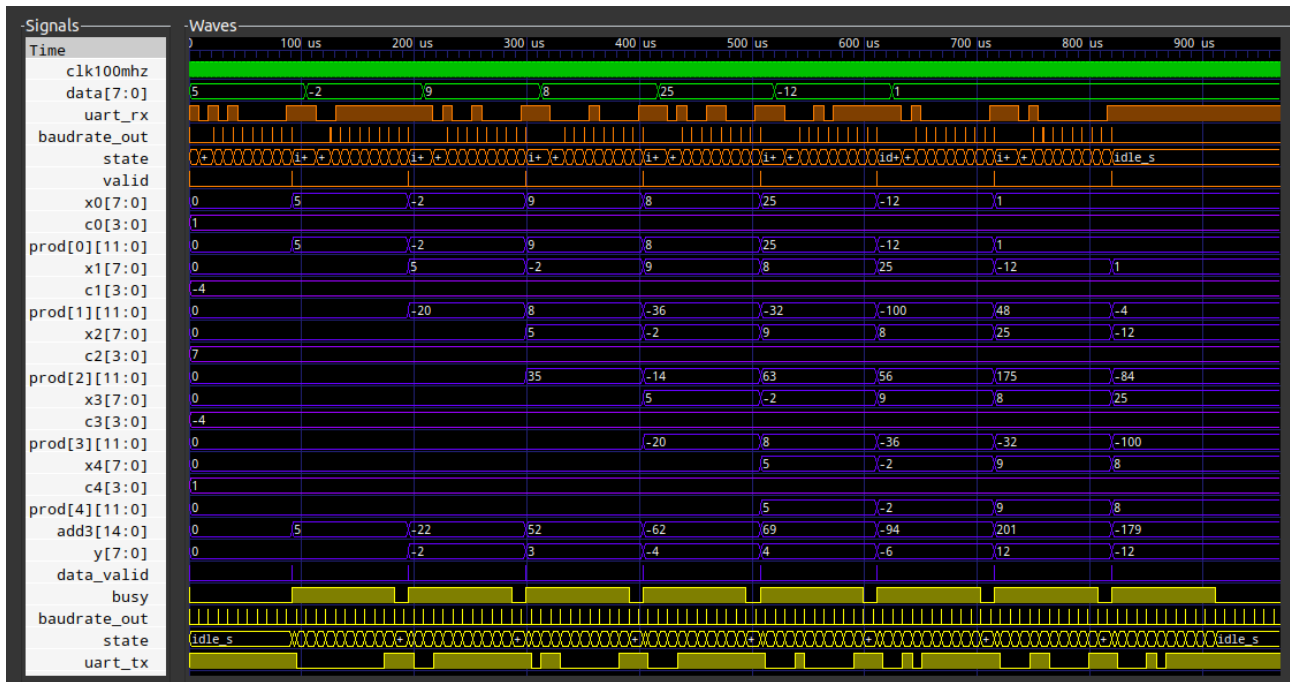 Signals Waves
Time 0 100 us 200 us 300 us 400 us 500 us 600 us 700 us 800 us 900 us
clk100mhz
data[7:0] 5 -2 9 8 25 -12 1
uart_rx
baudrate_out
state + i+ + i+ + i+ + i+ + i+ + id+ + i+ + idle_s
valid
x0[7:0] 0 5 -2 9 8 25 -12 1
c0[3:0] 1
prod[0][11:0] 0 5 -2 9 8 25 -12 1
x1[7:0] 0 5 -2 9 8 25 -12 1
c1[3:0] -4
prod[1][11:0] 0 -20 8 -36 -32 -100 48 -4
x2[7:0] 0 5 -2 9 8 25 -12
c2[3:0] 7
prod[2][11:0] 0 35 -14 63 56 175 -84
x3[7:0] 0 5 -2 9 8 25
c3[3:0] -4
prod[3][11:0] 0 -20 8 -36 -32 -100
x4[7:0] 0 5 -2 9 8
c4[3:0] 1
prod[4][11:0] 0 5 -2 9 8
add3[14:0] 0 5 -22 52 -62 69 -94 201 -179
y[7:0] 0 -2 3 -4 4 -6 12 -12
data_valid
busy
baudrate_out
state idle_s + + + + + + + idle_s
uart_tx